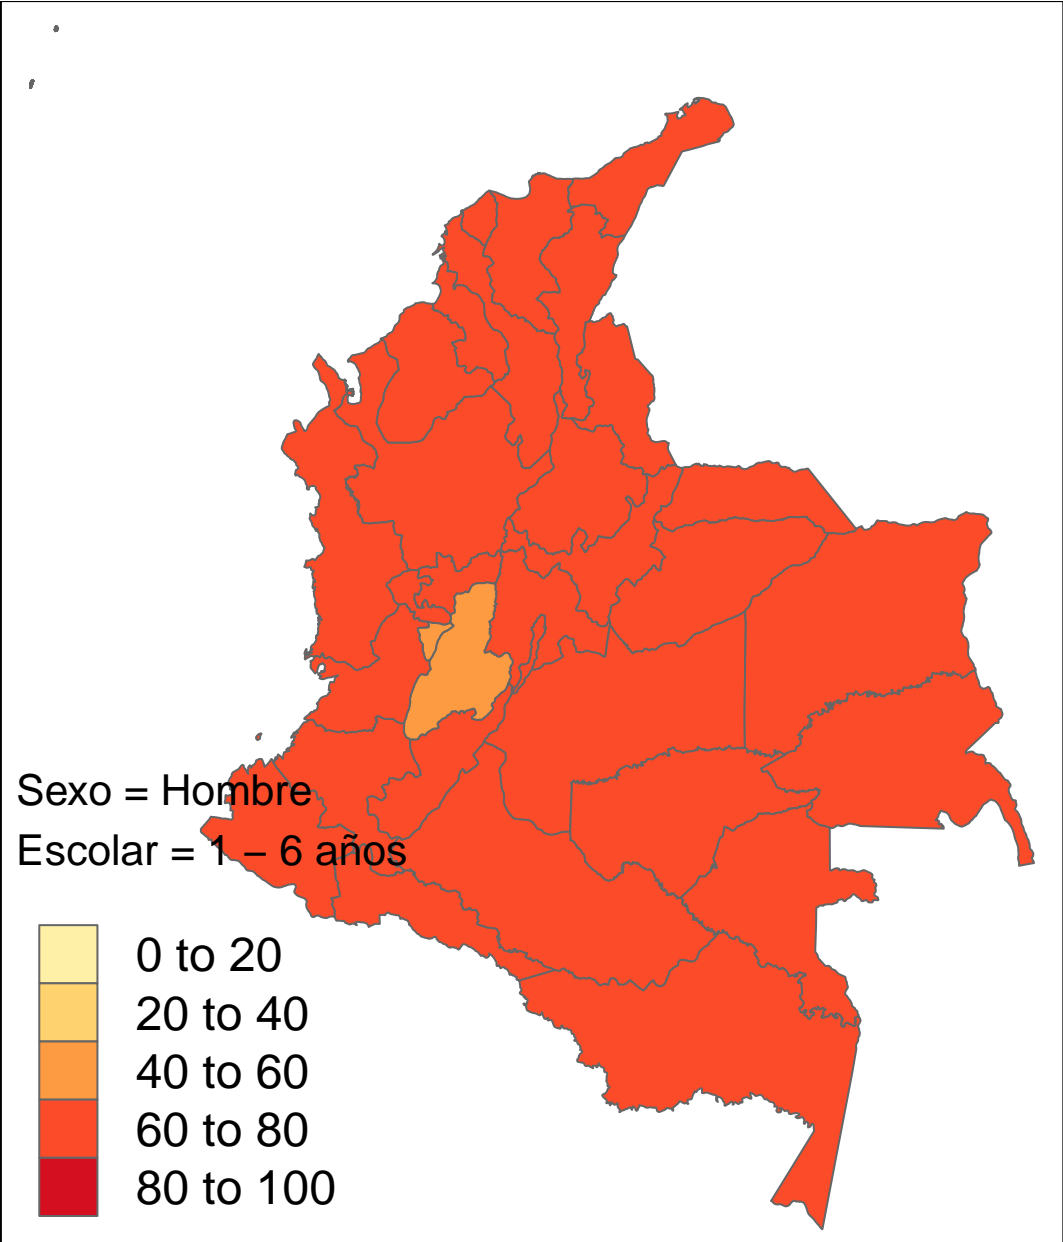 Sexo = Hombre
Escolar = 1 – 6 años
0 to 20
20 to 40
40 to 60
60 to 80
80 to 100